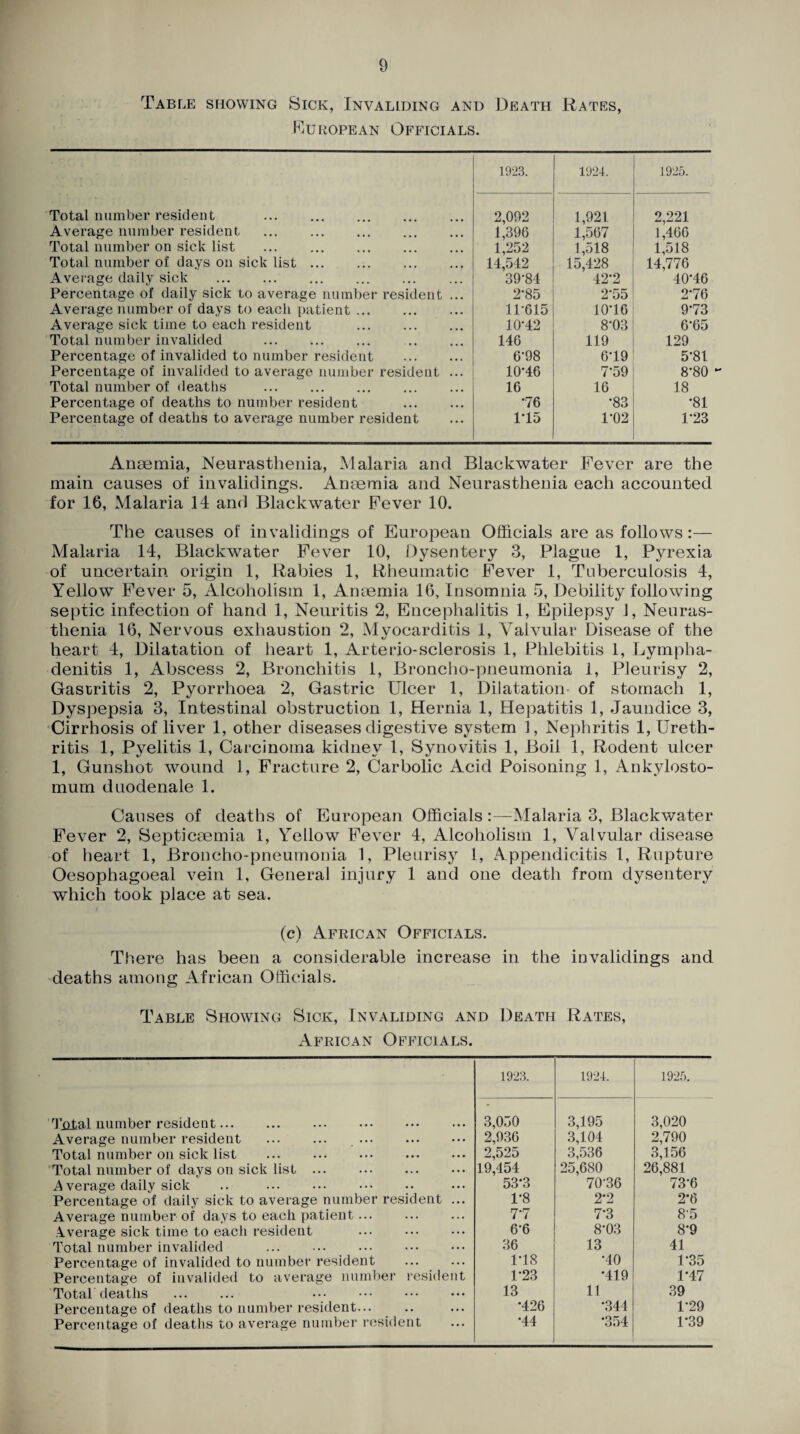 9
TABLE SHOWING SICK, INVALIDING AND DEATH RATES,
EUROPEAN OFFICIALS.
1923. 1924. 1925.
Total number resident ... ... ... ... ... 2,092 1,921 2,221
Average number resident ... ... ... ... ... 1,396 1,567 1,466
Total number on sick list ... ... ... ... ... 1,252 1,518 1,518
Total number of days on sick list ... ... ... ... 14,542 15,428 14,776
Average daily sick ... ... ... ... ... ... 39·84 42·2 40·46
Percentage of daily sick to average number resident ... 2·85 2·55 2·76
Average number of days to each patient ... ... ... 11·615 10·16 9·73
Average sick time to each resident ... ... ... 10·42 8·03 6·65
Total number invalided ... ... ... .. ... 146 119 129
Percentage of invalided to number resident ... ... 6·98 6·19 5·81
Percentage of invalided to average number resident ... 10·46 7·59 8·80
Total number of deaths ... ... ... ... ... 16 16 18
Percentage of deaths to number resident ... ... ·76 ·83 ·81
Percentage of deaths to average number resident ... 1·15 1·02 1·23
Anæmia, Neurasthenia, Malaria and Blackwater Fever are the
main causes of invalidings. Anæmia and Neurasthenia each accounted
for 16, Malaria 14 and Blackwater Fever 10.
The causes of invalidings of European Officials are as follows:—
Malaria 14, Blackwater Fever 10, Dysentery 3, Plague 1, Pyrexia
of uncertain origin 1, Rabies 1, Rheumatic Fever 1, Tuberculosis 4,
Yellow Fever 5, Alcoholism 1, Anæmia 16, Insomnia 5, Debility following
septic infection of hand 1, Neuritis 2, Encephalitis 1, Epilepsy 1, Neuras-
thenia 16, Nervous exhaustion 2, Myocarditis 1, Valvular Disease of the
heart 4, Dilatation of heart 1, Arterio-sclerosis 1, Phlebitis 1, Lympha-
denitis 1, Abscess 2, Bronchitis 1, Broncho-pneumonia 1, Pleurisy 2,
Gastritis 2, Pyorrhoea 2, Gastric Ulcer 1, Dilatation of stomach 1,
Dyspepsia 3, Intestinal obstruction 1, Hernia 1, Hepatitis 1, Jaundice 3,
Cirrhosis of liver 1, other diseases digestive system 1, Nephritis 1, Ureth-
ritis 1, Pyelitis 1, Carcinoma kidney 1, Synovitis 1, Boil 1, Rodent ulcer
1, Gunshot wound 1, Fracture 2, Carbolic Acid Poisoning 1, Ankylosto-
mum duodenale 1.
Causes of deaths of European Officials:—Malaria 3, Blackwater
Fever 2, Septicæmia 1, Yellow Fever 4, Alcoholism 1, Valvular disease
of heart 1, Broncho-pneumonia 1, Pleurisy 1, Appendicitis 1, Rupture
Oesophagoeal vein 1, General injury 1 and one death from dysentery
which took place at sea.
(c) AFRICAN OFFICIALS.
There has been a considerable increase in the invalidings and
deaths among African Officials.
TABLE SHOWING SICK, INVALIDING AND DEATH RATES,
AFRICAN OFFICIALS.
1923. 1924. 1925.
Total number resident ... ... ... ... ... ... 3,050 3,195 3,020
Average number resident ... ... ... ... ... 2,936 3,104 2,790
Total number on sick list ... ... ... ... ... 2,525 3,536 3,156
Total number of days on sick list ... ... ... ... 19,454 25,680 26,881
Average daily sick .. ... ... ... .. ... 53·3 70·36 73·6
Percentage of daily sick to average number resident ... 1·8 2·2 2·6
Average number of days to each patient ... ... ... 7·7 7·3 8·5
Average sick time to each resident ... ... ... 6·6 8·03 8·9
Total number invalided ... ... ... ... ... 36 13 41
Percentage of invalided to number resident ... ... 1·18 ·40 1·35
Percentage of invalided to average number resident 1·23 ·419 1·47
Total deaths ... ... ... ... ... ... 13 11 39
Percentage of deaths to number resident... .. ... ·426 ·344 1·29
Percentage of deaths to average number resident ... ·44 ·354 1·39